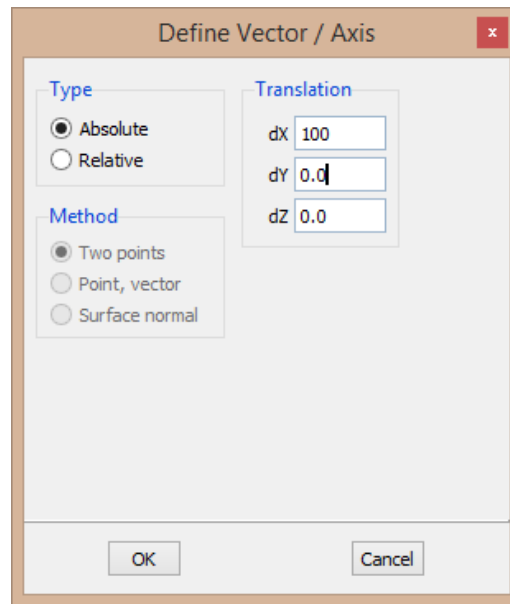 Define Vector / Axis
x
Type
Absolute
Relative
Method
Two points
Point, vector
Surface normal
Translation
dX 100
dY 0.0
dZ 0.0
OK
Cancel